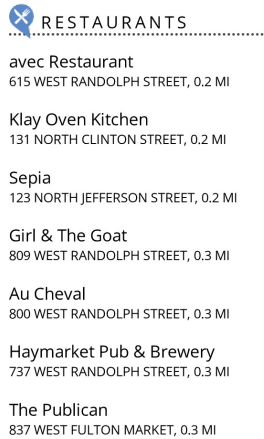 RESTAURANTS
avec Restaurant
615 WEST RANDOLPH STREET, 0.2 MI
Klay Oven Kitchen
131 NORTH CLINTON STREET, 0.2 MI
Sepia
123 NORTH JEFFERSON STREET, 0.2 MI
Girl & The Goat
809 WEST RANDOLPH STREET, 0.3 MI
Au Cheval
800 WEST RANDOLPH STREET, 0.3 MI
Haymarket Pub & Brewery
737 WEST RANDOLPH STREET, 0.3 MI
The Publican
837 WEST FULTON MARKET, 0.3 MI